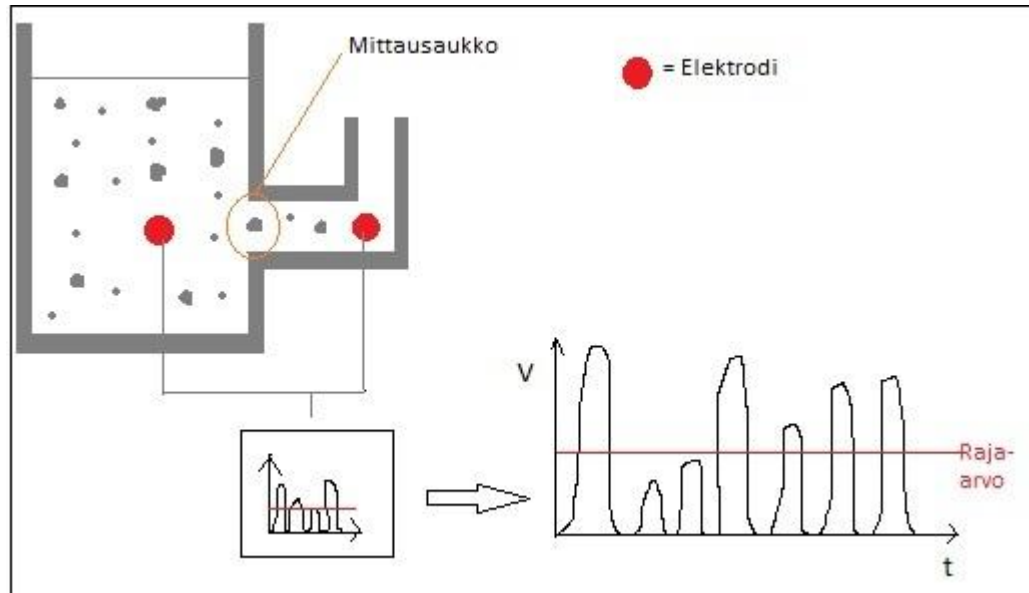 Mittausaukko
= Elektrodi
V
Raja-
arvo
t